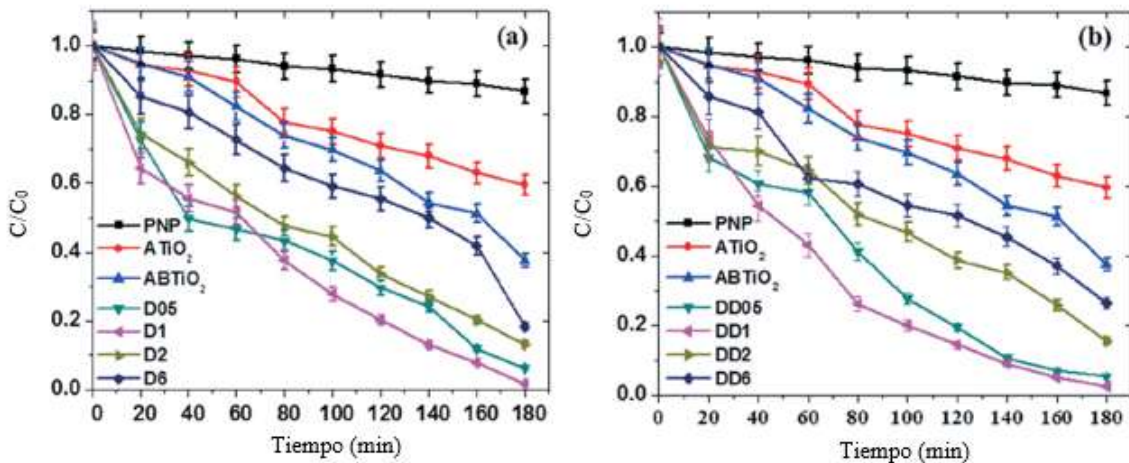 (a)
C/C₀
1.0
0.8
0.6
0.4
0.2
0.0
PNP
ATiO₂
ABTiO₂
D05
D1
D2
D6
0 20 40 60 80 100 120 140 160 180
Tiempo (min)
(b)
C/C₀
1.0
0.8
0.6
0.4
0.2
0.0
PNP
ATiO₂
ABTiO₂
DD05
DD1
DD2
DD6
0 20 40 60 80 100 120 140 160 180
Tiempo (min)